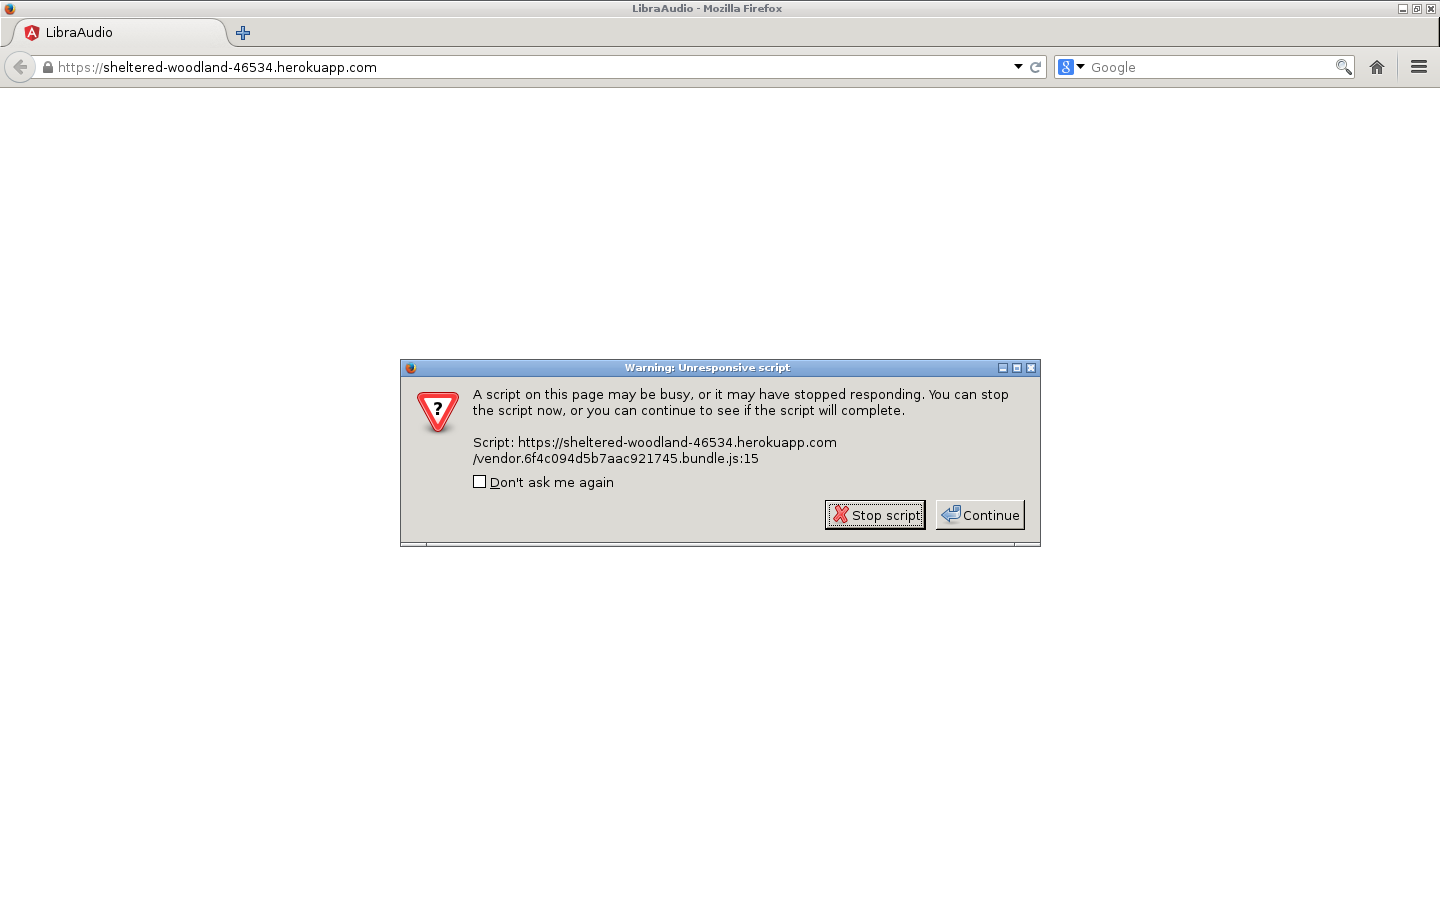 LibraAudio - Mozilla Firefox
LibraAudio
https://sheltered-woodland-46534.herokuapp.com
8
Google
Warning: Unresponsive script
?
A script on this page may be busy, or it may have stopped responding. You can stop
the script now, or you can continue to see if the script will complete.
Script: https://sheltered-woodland-46534.herokuapp.com
/vendor.6f4c094d5b7aac921745.bundle.js:15
Don't ask me again
Stop script
Continue